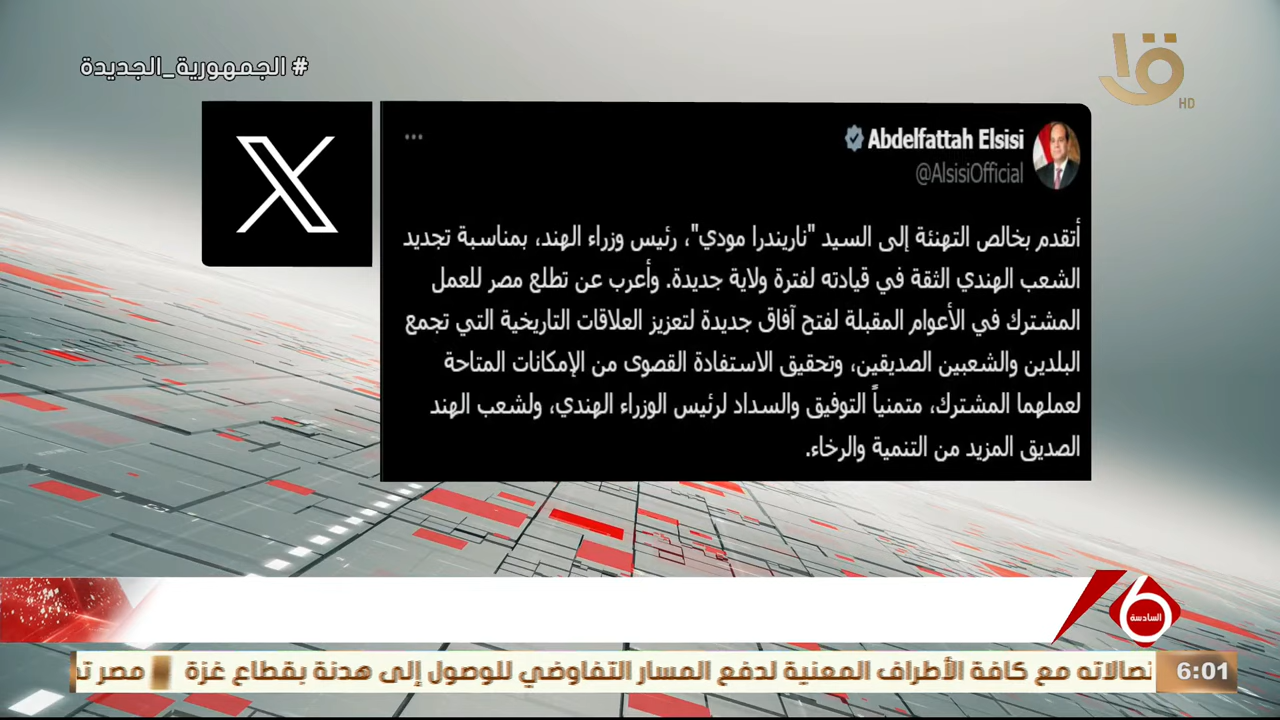 #الجمهورية_الجديدة
HD
Abdelfattah Elsisi
@AlsisiOfficial
أتقدم بخالص التهنئة إلى السيد "ناريندرا مودي"، رئيس وزراء الهند، بمناسبة تجديد
الشعب الهندي الثقة في قيادته لفترة ولاية جديدة. وأعرب عن تطلع مصر للعمل
المشترك في الأعوام المقبلة لفتح آفاق جديدة لتعزيز العلاقات التاريخية التي تجمع
البلدين والشعبين الصديقين، وتحقيق الاستفادة القصوى من الإمكانات المتاحة
لعملهما المشترك، متمنياً التوفيق والسداد لرئيس الوزراء الهندي، ولشعب الهند
الصديق المزيد من التنمية والرخاء.
6 السادسة
6:01
مع كافة الأطراف المعنية لدفع المسار التفاوضي للوصول إلى هدنة بقطاع غزة
مصر